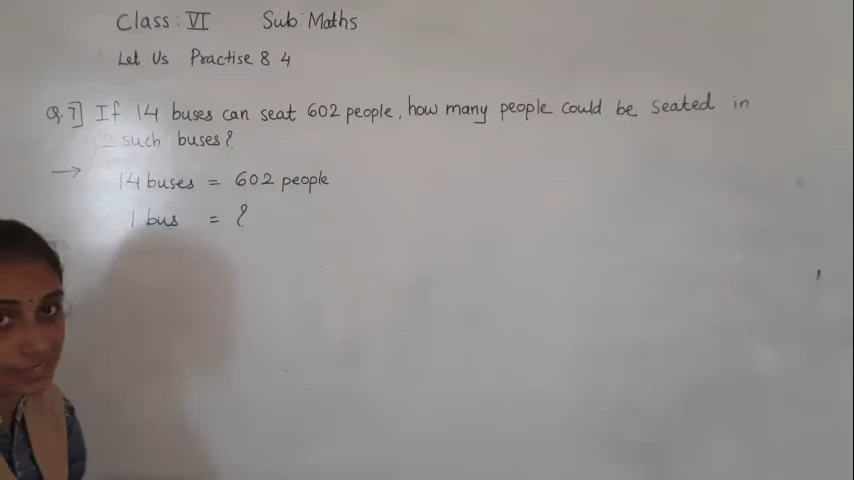 Class : VI Sub : Maths
Let Us Practise 8.4
Q.7] If 14 buses can seat 602 people, how many people could be seated in
such buses?
→ 14 buses = 602 people
1 bus = ?